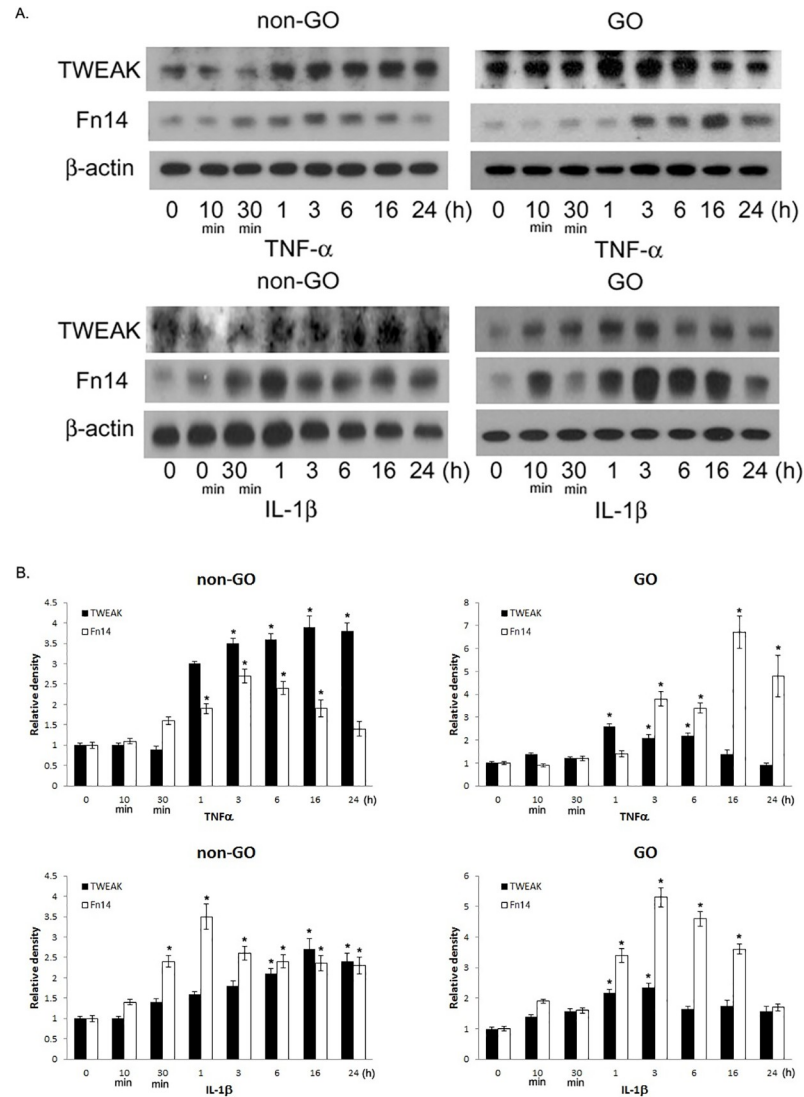 A.
non-GO GO
TWEAK
Fn14
β-actin
0 10 30 1 3 6 16 24 (h) 0 10 30 1 3 6 16 24 (h)
min min min min
TNF-α TNF-α
non-GO GO
TWEAK
Fn14
β-actin
0 0 30 1 3 6 16 24 (h) 0 10 30 1 3 6 16 24 (h)
min min min min
IL-1β IL-1β
B.
non-GO
4.5
4
3.5
3
2.5
2
1.5
1
0.5
0
Relative density
TWEAK
Fn14
* * * * * * * *
0 10 30 1 3 6 16 24 (h)
min min
TNFα
GO
8
7
6
5
4
3
2
1
0
Relative density
TWEAK
Fn14
* * * * * * *
0 10 30 1 3 6 16 24 (h)
min min
TNFα
non-GO
4.5
4
3.5
3
2.5
2
1.5
1
0.5
0
Relative density
TWEAK
Fn14
* * * * * * * * *
0 10 30 1 3 6 16 24 (h)
min min
IL-1β
GO
6
5
4
3
2
1
0
Relative density
TWEAK
Fn14
* * * * * *
0 10 30 1 3 6 16 24 (h)
min min
IL-1β